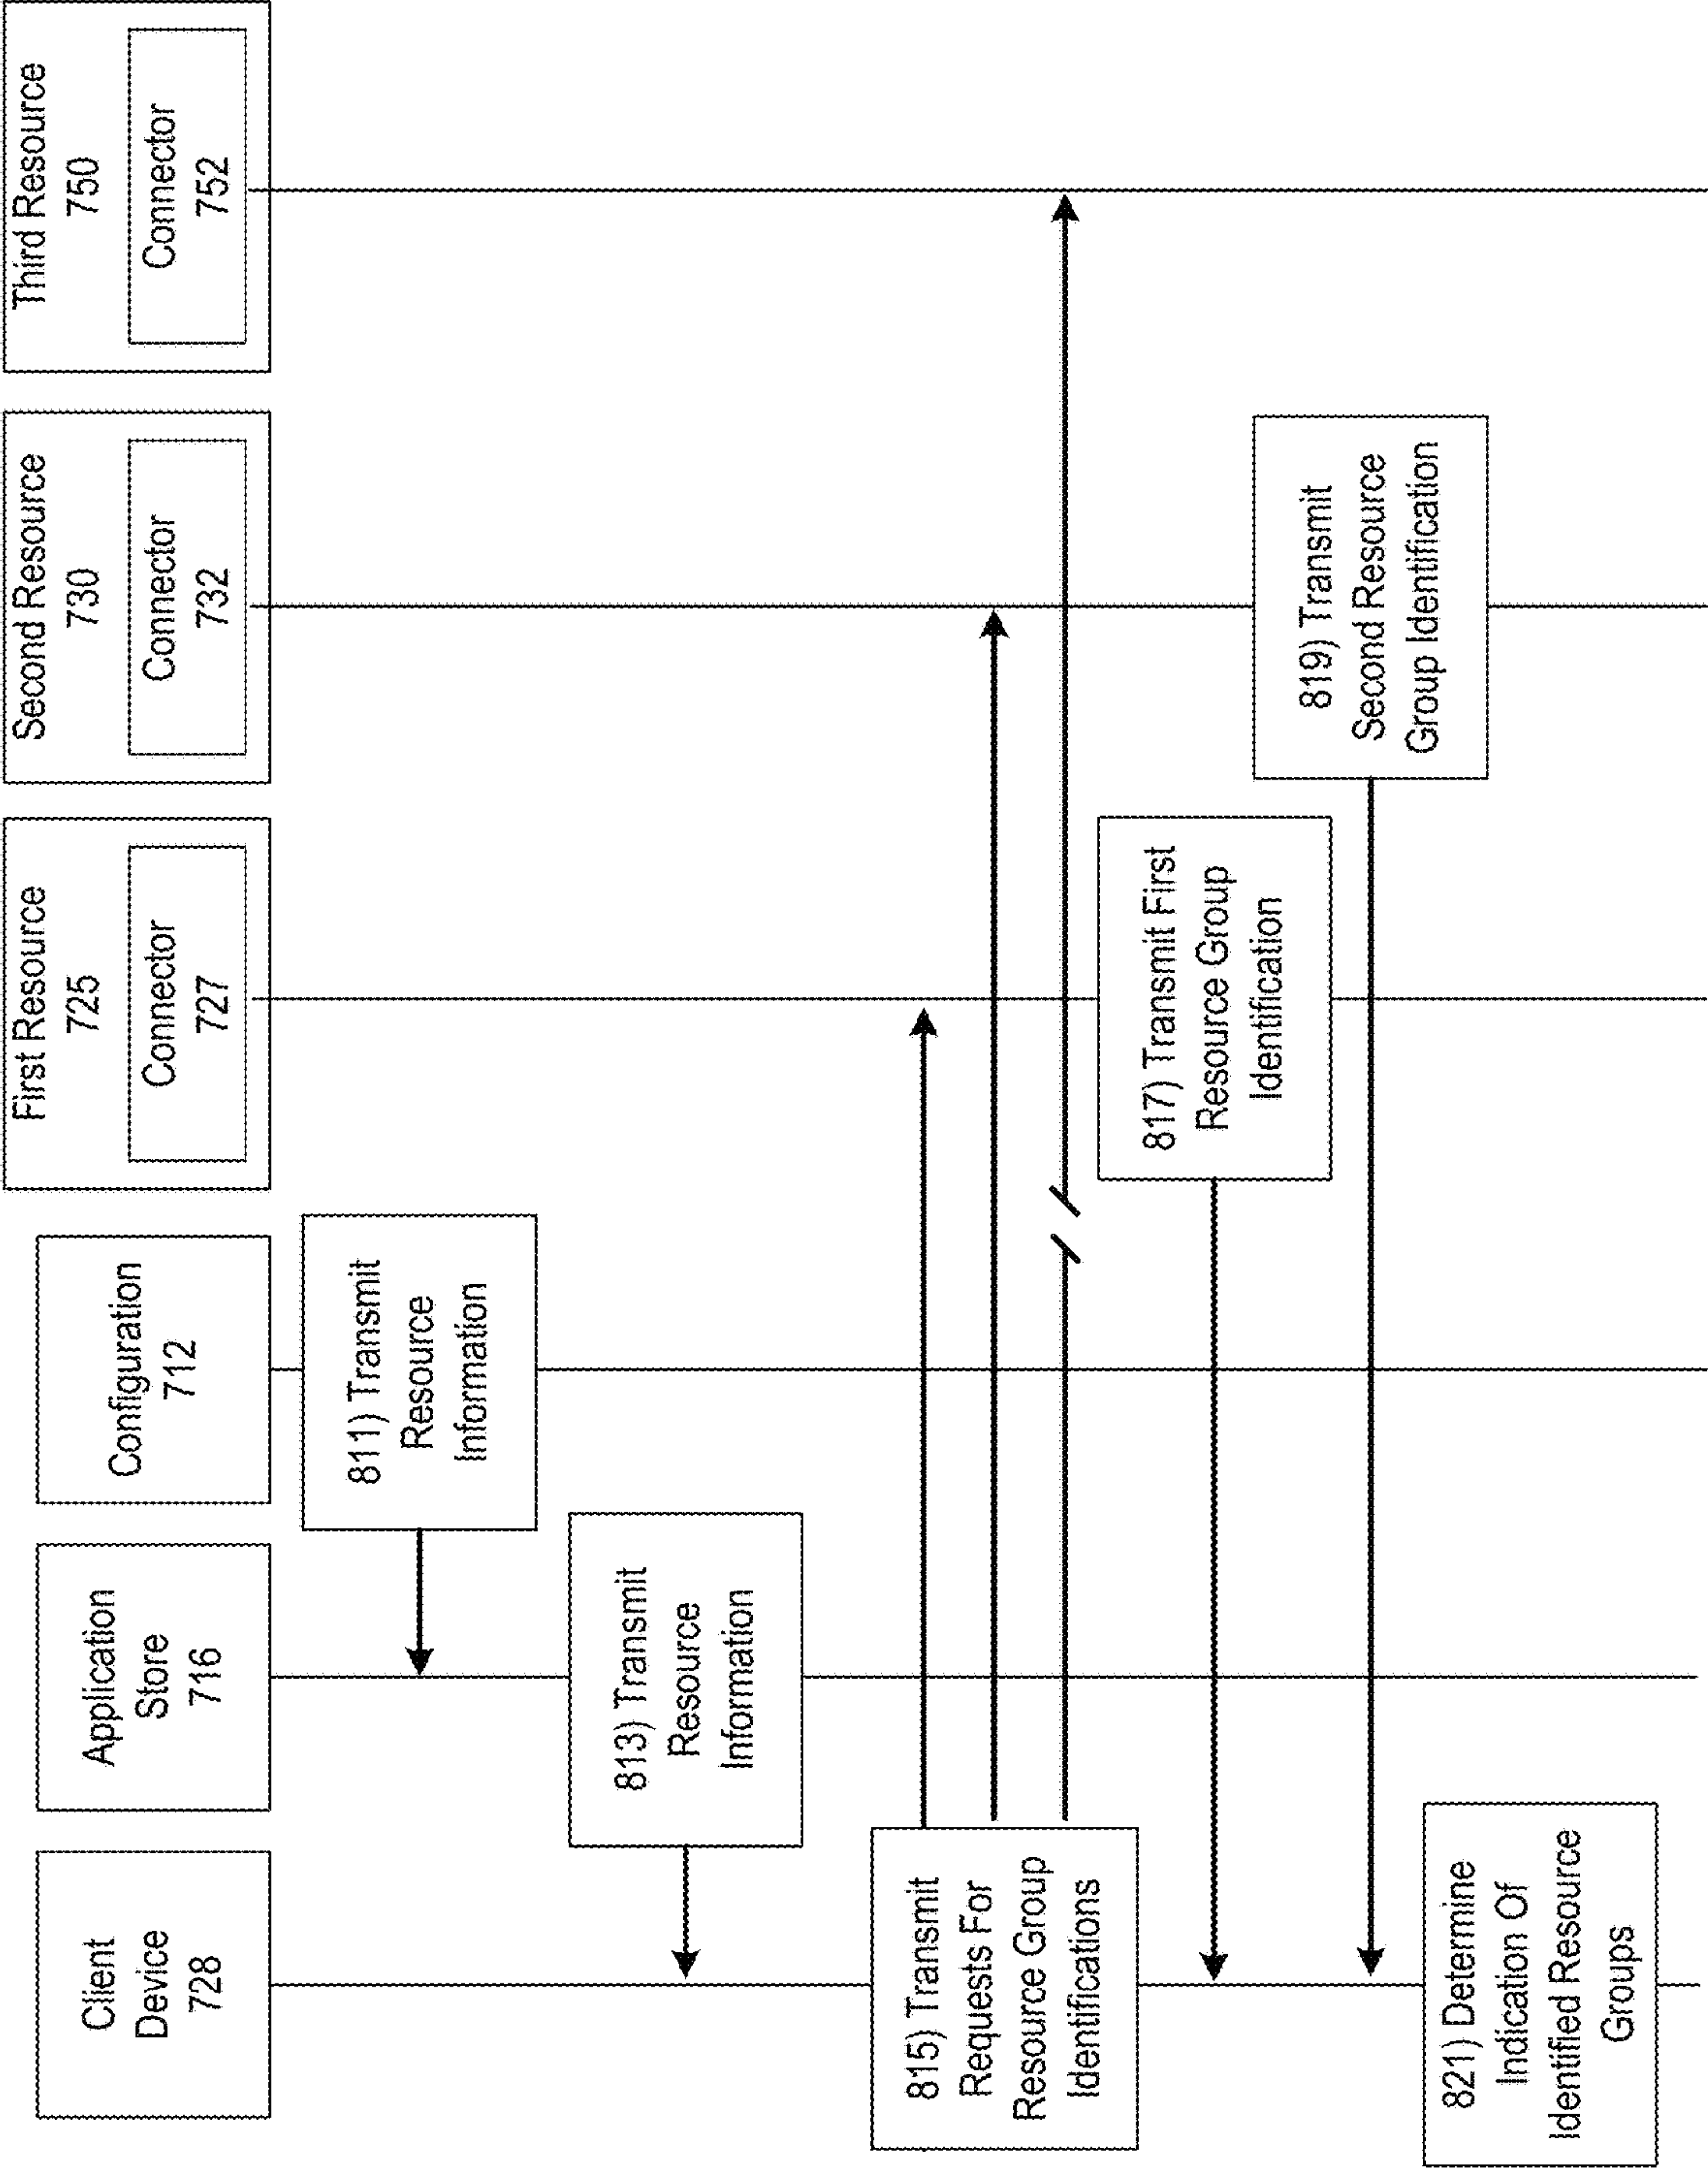 Client
Device
728
Application
Store
716
Configuration
712
First Resource
725
Connector
727
Second Resource
730
Connector
732
Third Resource
750
Connector
752
811) Transmit
Resource
Information
813) Transmit
Resource
Information
815) Transmit
Requests For
Resource Group
Identifications
817) Transmit First
Resource Group
Identification
819) Transmit
Second Resource
Group Identification
821) Determine
Indication Of
Identified Resource
Groups